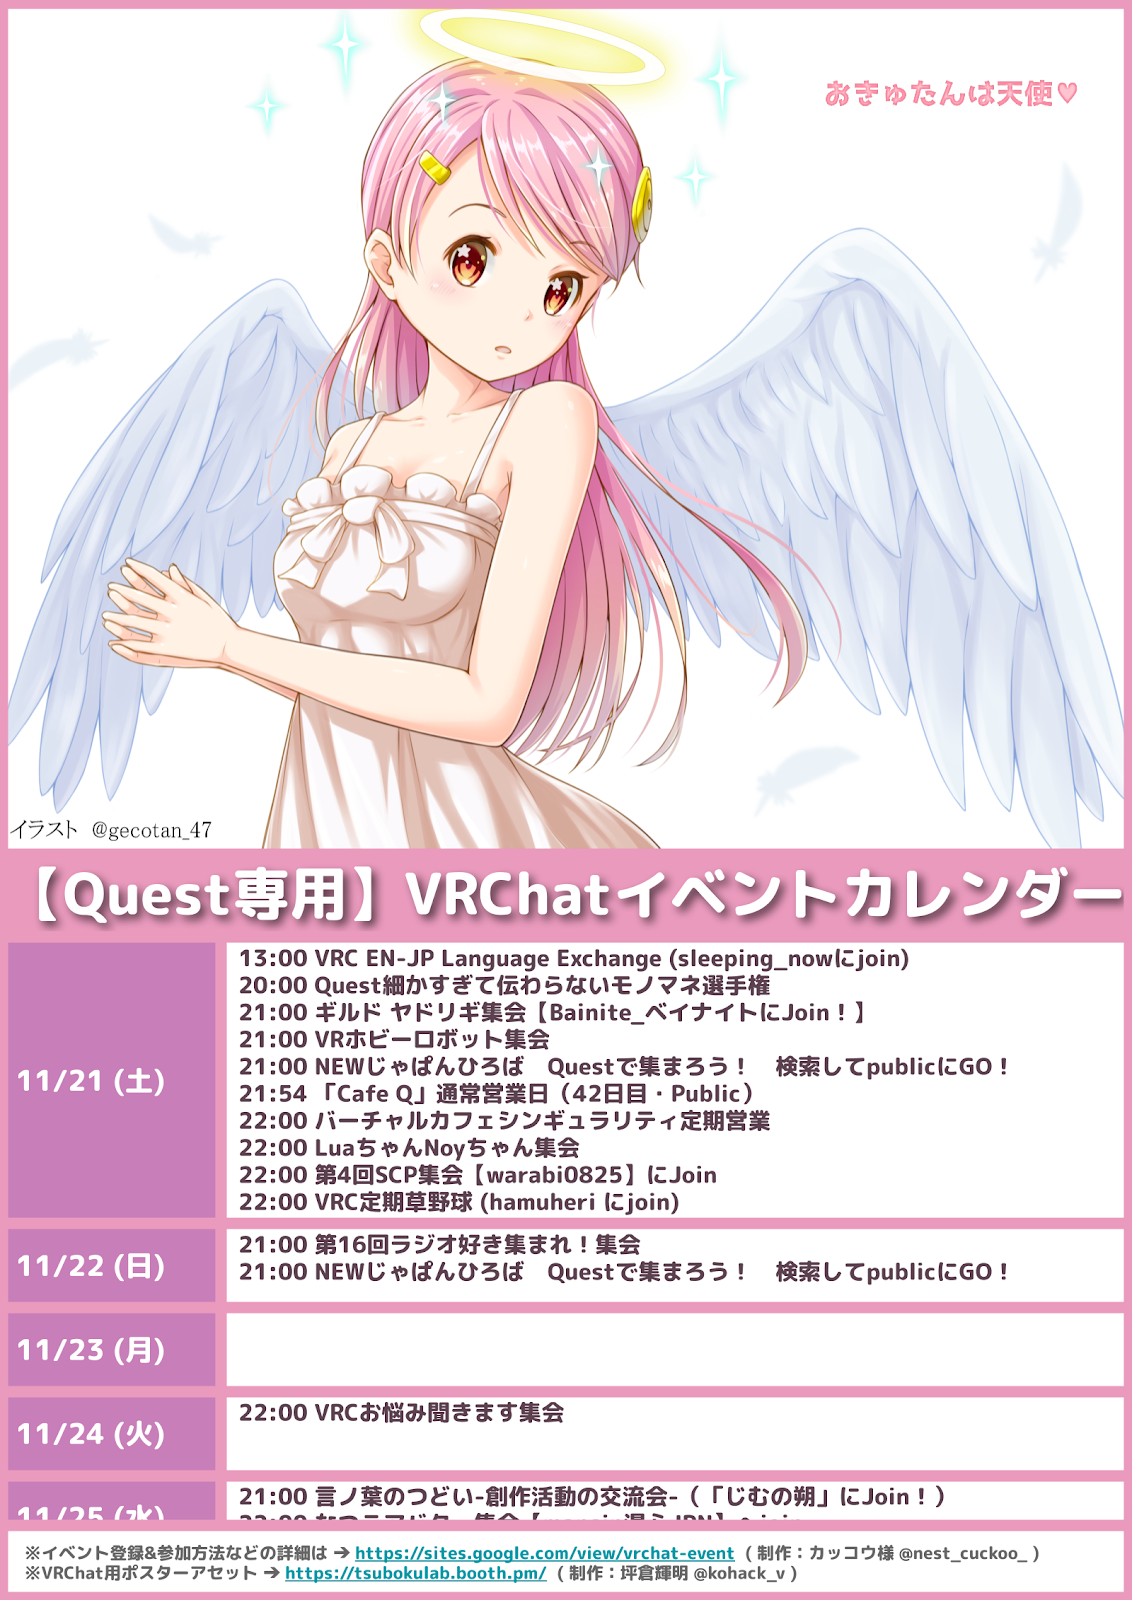 おきゅたんは天使♥
イラスト @gecotan_47
【Quest専用】VRChatイベントカレンダー
11/21 (土)
13:00 VRC EN-JP Language Exchange (sleeping_nowにjoin)
20:00 Quest細かすぎて伝わらないモノマネ選手権
21:00 ギルド ヤドリギ集会【Bainite_ベイナイトにJoin！】
21:00 VRホビーロボット集会
21:00 NEWじゃぱんひろば　Questで集まろう！　検索してpublicにGO！
21:54 「Cafe Q」通常営業日（42日目・Public）
22:00 バーチャルカフェシンギュラリティ定期営業
22:00 LuaちゃんNoyちゃん集会
22:00 第4回SCP集会【warabi0825】にJoin
22:00 VRC定期草野球 (hamuheri にjoin)
11/22 (日)
21:00 第16回ラジオ好き集まれ！集会
21:00 NEWじゃぱんひろば　Questで集まろう！　検索してpublicにGO！
11/23 (月)
11/24 (火)
22:00 VRCお悩み聞きます集会
11/25 (水)
21:00 言ノ葉のつどい-創作活動の交流会-（「じむの朔」にJoin！）
※イベント登録&参加方法などの詳細は → https://sites.google.com/view/vrchat-event （制作：カッコウ様 @nest_cuckoo_ )
※VRChat用ポスターアセット → https://tsubokulab.booth.pm/ （制作：坪倉輝明 @kohack_v )